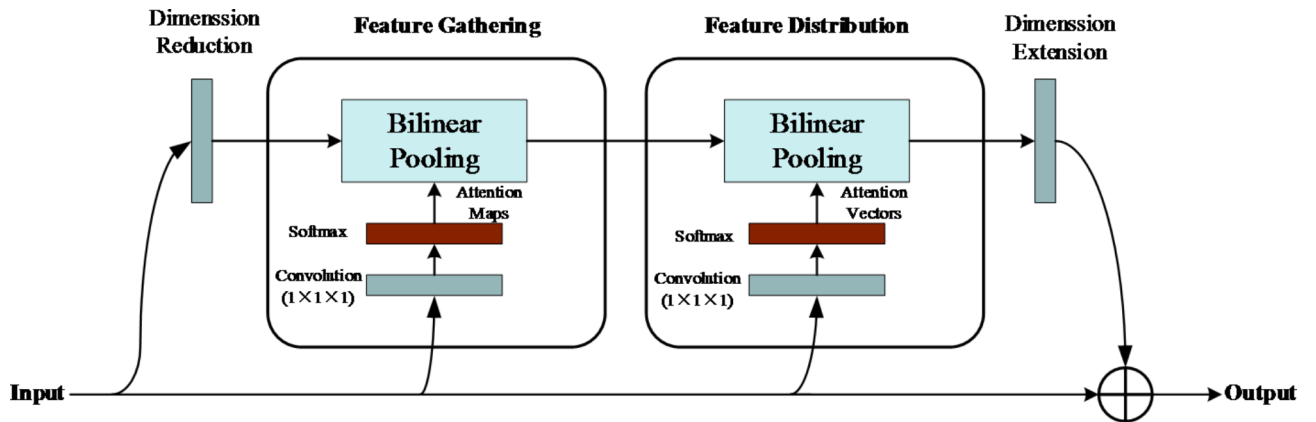 Dimenssion
Reduction
Feature Gathering
Feature Distribution
Dimenssion
Extension
Bilinear
Pooling
Attention
Maps
Softmax
Convolution
(1×1×1)
Bilinear
Pooling
Attention
Vectors
Softmax
Convolution
(1×1×1)
Input
Output